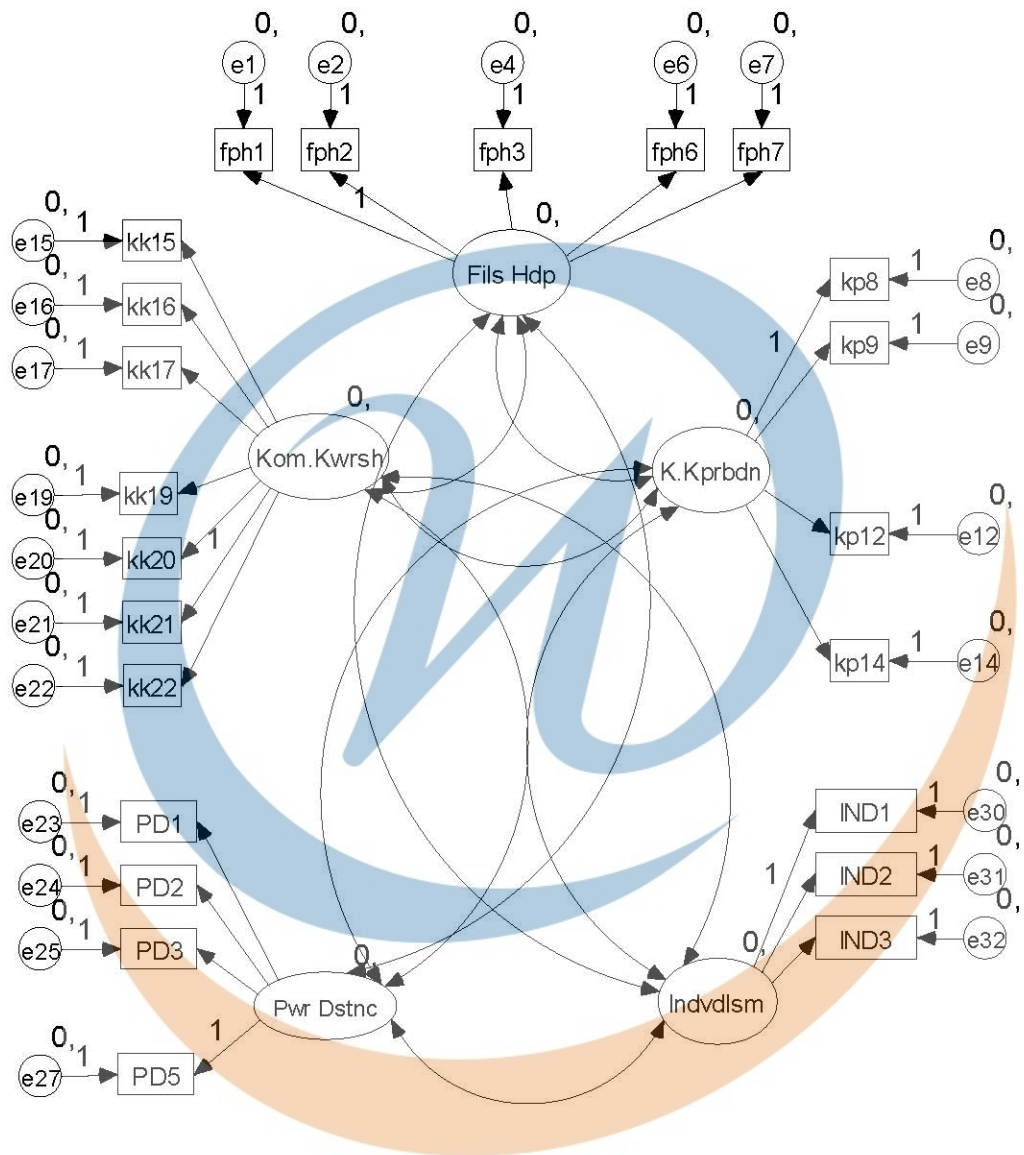 0, 0, 0, 0, 0,
e1 e2 e4 e6 e7
1 1 1 1 1
fph1 fph2 fph3 fph6 fph7
1
0,
Fils Hdp
0,
e15 1 kk15
0,
e16 1 kk16
0,
e17 1 kk17
0,
Kom.Kwrsh
0,
e19 1 kk19
0,
e20 1 kk20 1
0,
e21 1 kk21
0,
e22 1 kk22
0,
kp8 1 e8
1
0,
kp9 1 e9
0,
K.Kprbdn
0,
kp12 1 e12
0,
kp14 1 e14
0,
e23 1 PD1
0,
e24 1 PD2
0,
e25 1 PD3
0,
Pwr Dstnc
1
0,
e27 1 PD5
0,
IND1 1 e30
1
0,
IND2 1 e31
0,
IND3 1 e32
0,
Indvdlsm